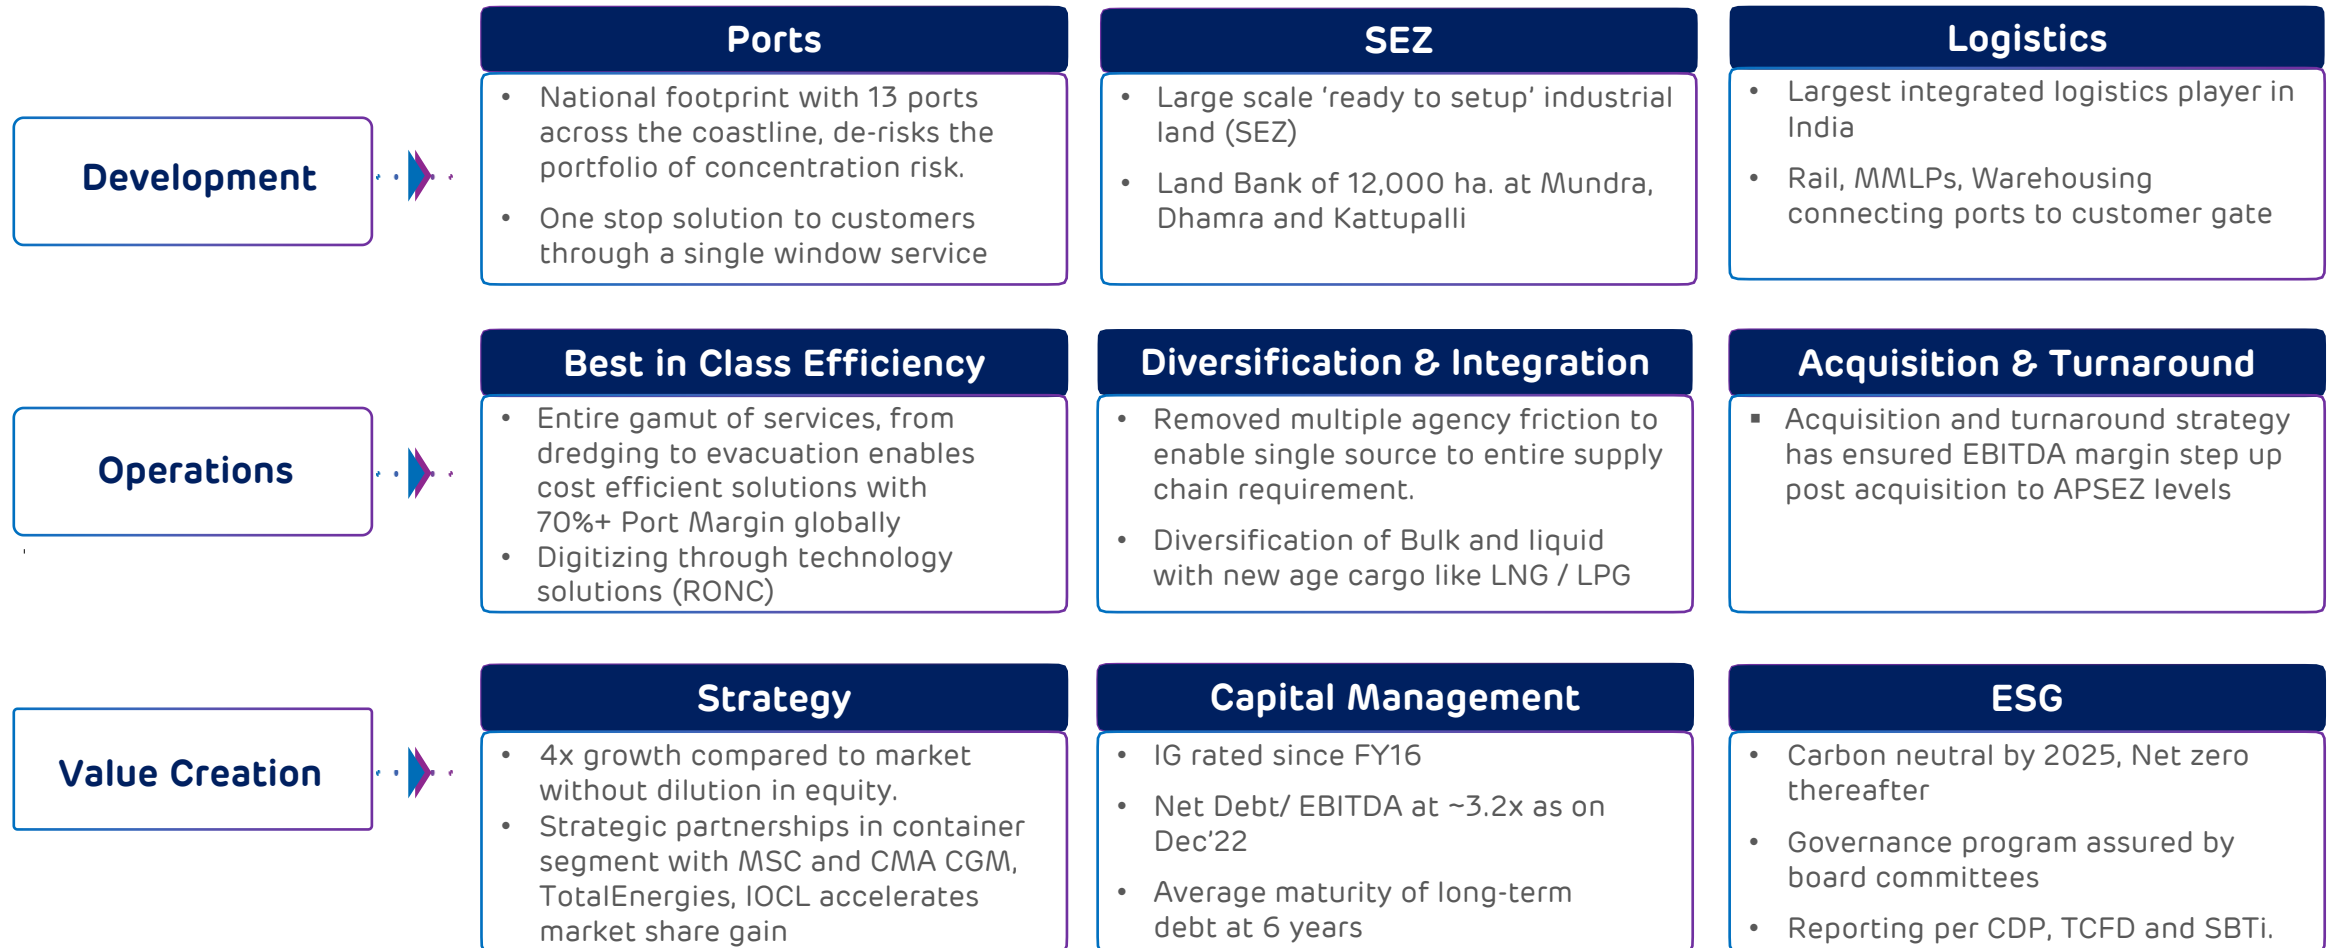 Development
Ports
• National footprint with 13 ports
across the coastline, de-risks the
portfolio of concentration risk.
• One stop solution to customers
through a single window service
SEZ
• Large scale ‘ready to setup’ industrial
land (SEZ)
• Land Bank of 12,000 ha. at Mundra,
Dhamra and Kattupalli
Logistics
• Largest integrated logistics player in
India
• Rail, MMLPs, Warehousing
connecting ports to customer gate
Operations
Best in Class Efficiency
• Entire gamut of services, from
dredging to evacuation enables
cost efficient solutions with
70%+ Port Margin globally
• Digitizing through technology
solutions (RONC)
Diversification & Integration
• Removed multiple agency friction to
enable single source to entire supply
chain requirement.
• Diversification of Bulk and liquid
with new age cargo like LNG / LPG
Acquisition & Turnaround
▪ Acquisition and turnaround strategy
has ensured EBITDA margin step up
post acquisition to APSEZ levels
Value Creation
Strategy
• 4x growth compared to market
without dilution in equity.
• Strategic partnerships in container
segment with MSC and CMA CGM,
TotalEnergies, IOCL accelerates
market share gain
Capital Management
• IG rated since FY16
• Net Debt/ EBITDA at ~3.2x as on
Dec’22
• Average maturity of long-term
debt at 6 years
ESG
• Carbon neutral by 2025, Net zero
thereafter
• Governance program assured by
board committees
• Reporting per CDP, TCFD and SBTi.